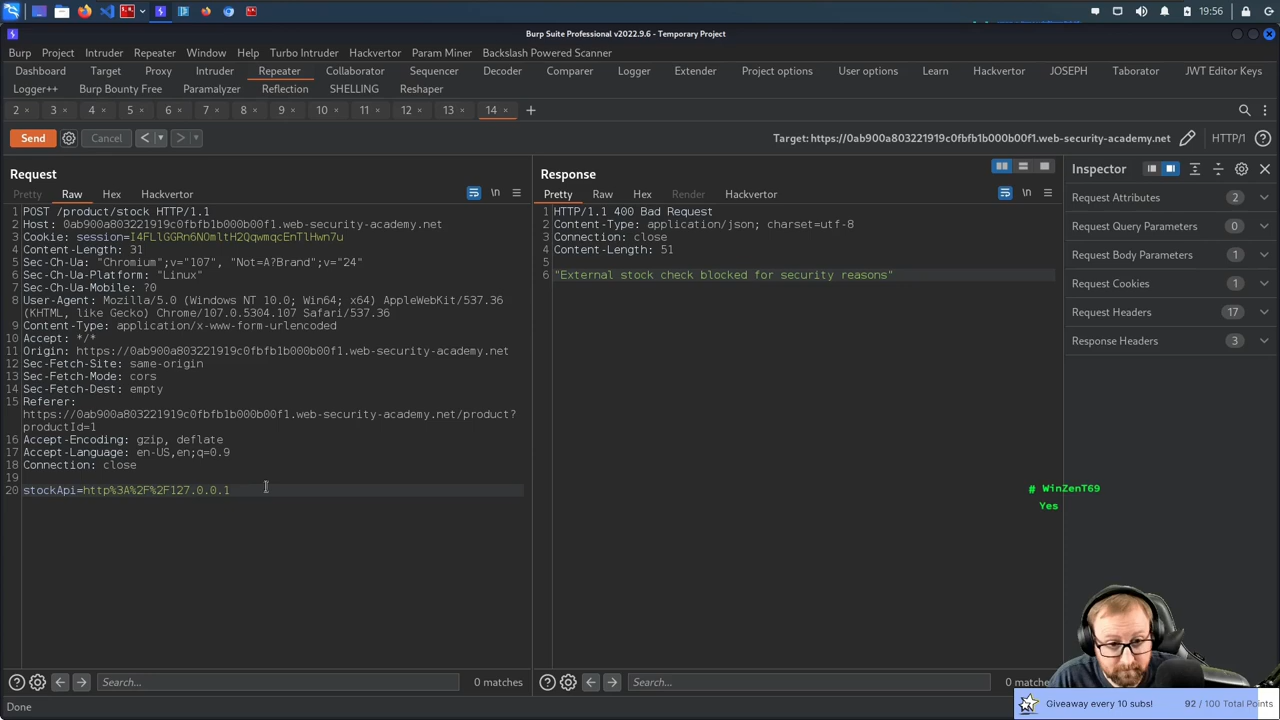 19:56
Burp Suite Professional v2022.9.6 - Temporary Project
Burp Project Intruder Repeater Window Help Turbo Intruder Hackvertor Param Miner Backslash Powered Scanner
Dashboard Target Proxy Intruder Repeater Collaborator Sequencer Decoder Comparer Logger Extender Project options User options Learn Hackvertor JOSEPH Taborator JWT Editor Keys
Logger++ Burp Bounty Free Paramalyzer Reflection SHELLING Reshaper
2 × 3 × 4 × 5 × 6 × 7 × 8 × 9 × 10 × 11 × 12 × 13 × 14 × +
Send Cancel < > Target: https://0ab900a803221919c0fbfb1b000b00f1.web-security-academy.net HTTP/1
Request
Pretty Raw Hex Hackvertor \n
1 POST /product/stock HTTP/1.1
2 Host: 0ab900a803221919c0fbfb1b000b00f1.web-security-academy.net
3 Cookie: session=I4FLlGGRn6N0mltH2QqwmqcEnTlHwn7u
4 Content-Length: 31
5 Sec-Ch-Ua: "Chromium";v="107", "Not=A?Brand";v="24"
6 Sec-Ch-Ua-Platform: "Linux"
7 Sec-Ch-Ua-Mobile: ?0
8 User-Agent: Mozilla/5.0 (Windows NT 10.0; Win64; x64) AppleWebKit/537.36
(KHTML, like Gecko) Chrome/107.0.5304.107 Safari/537.36
9 Content-Type: application/x-www-form-urlencoded
10 Accept: */*
11 Origin: https://0ab900a803221919c0fbfb1b000b00f1.web-security-academy.net
12 Sec-Fetch-Site: same-origin
13 Sec-Fetch-Mode: cors
14 Sec-Fetch-Dest: empty
15 Referer:
https://0ab900a803221919c0fbfb1b000b00f1.web-security-academy.net/product?
productId=1
16 Accept-Encoding: gzip, deflate
17 Accept-Language: en-US,en;q=0.9
18 Connection: close
19
20 stockApi=http%3A%2F%2F127.0.0.1
Search... 0 matches
Response
Pretty Raw Hex Render Hackvertor \n
1 HTTP/1.1 400 Bad Request
2 Content-Type: application/json; charset=utf-8
3 Connection: close
4 Content-Length: 51
5
6 "External stock check blocked for security reasons"
Search... 0 matches
Inspector
Request Attributes 2
Request Query Parameters 0
Request Body Parameters 1
Request Cookies 1
Request Headers 17
Response Headers 3
# WinZenT69
Yes
Giveaway every 10 subs! 92 / 100 Total Points
Done